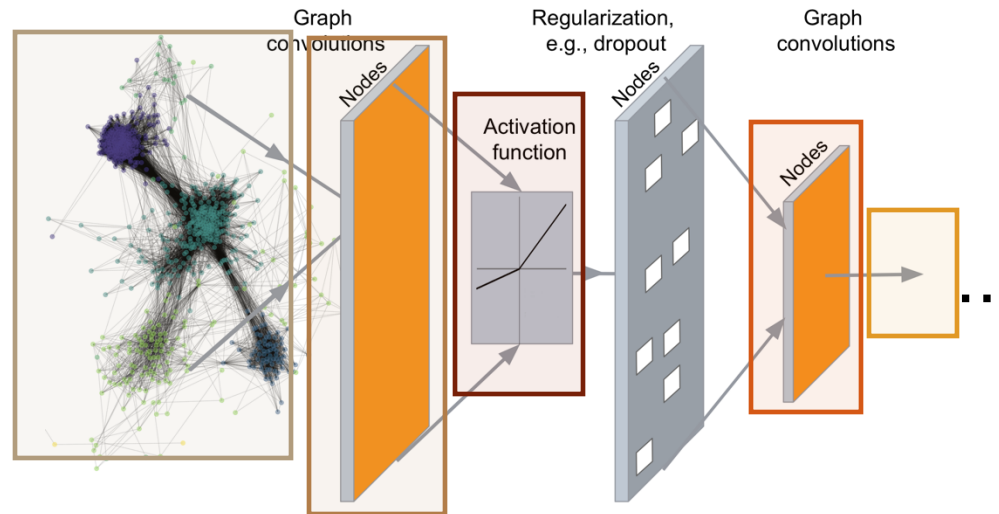 Graph
convolutions
Nodes
Activation
function
Regularization,
e.g., dropout
Nodes
Graph
convolutions
Nodes